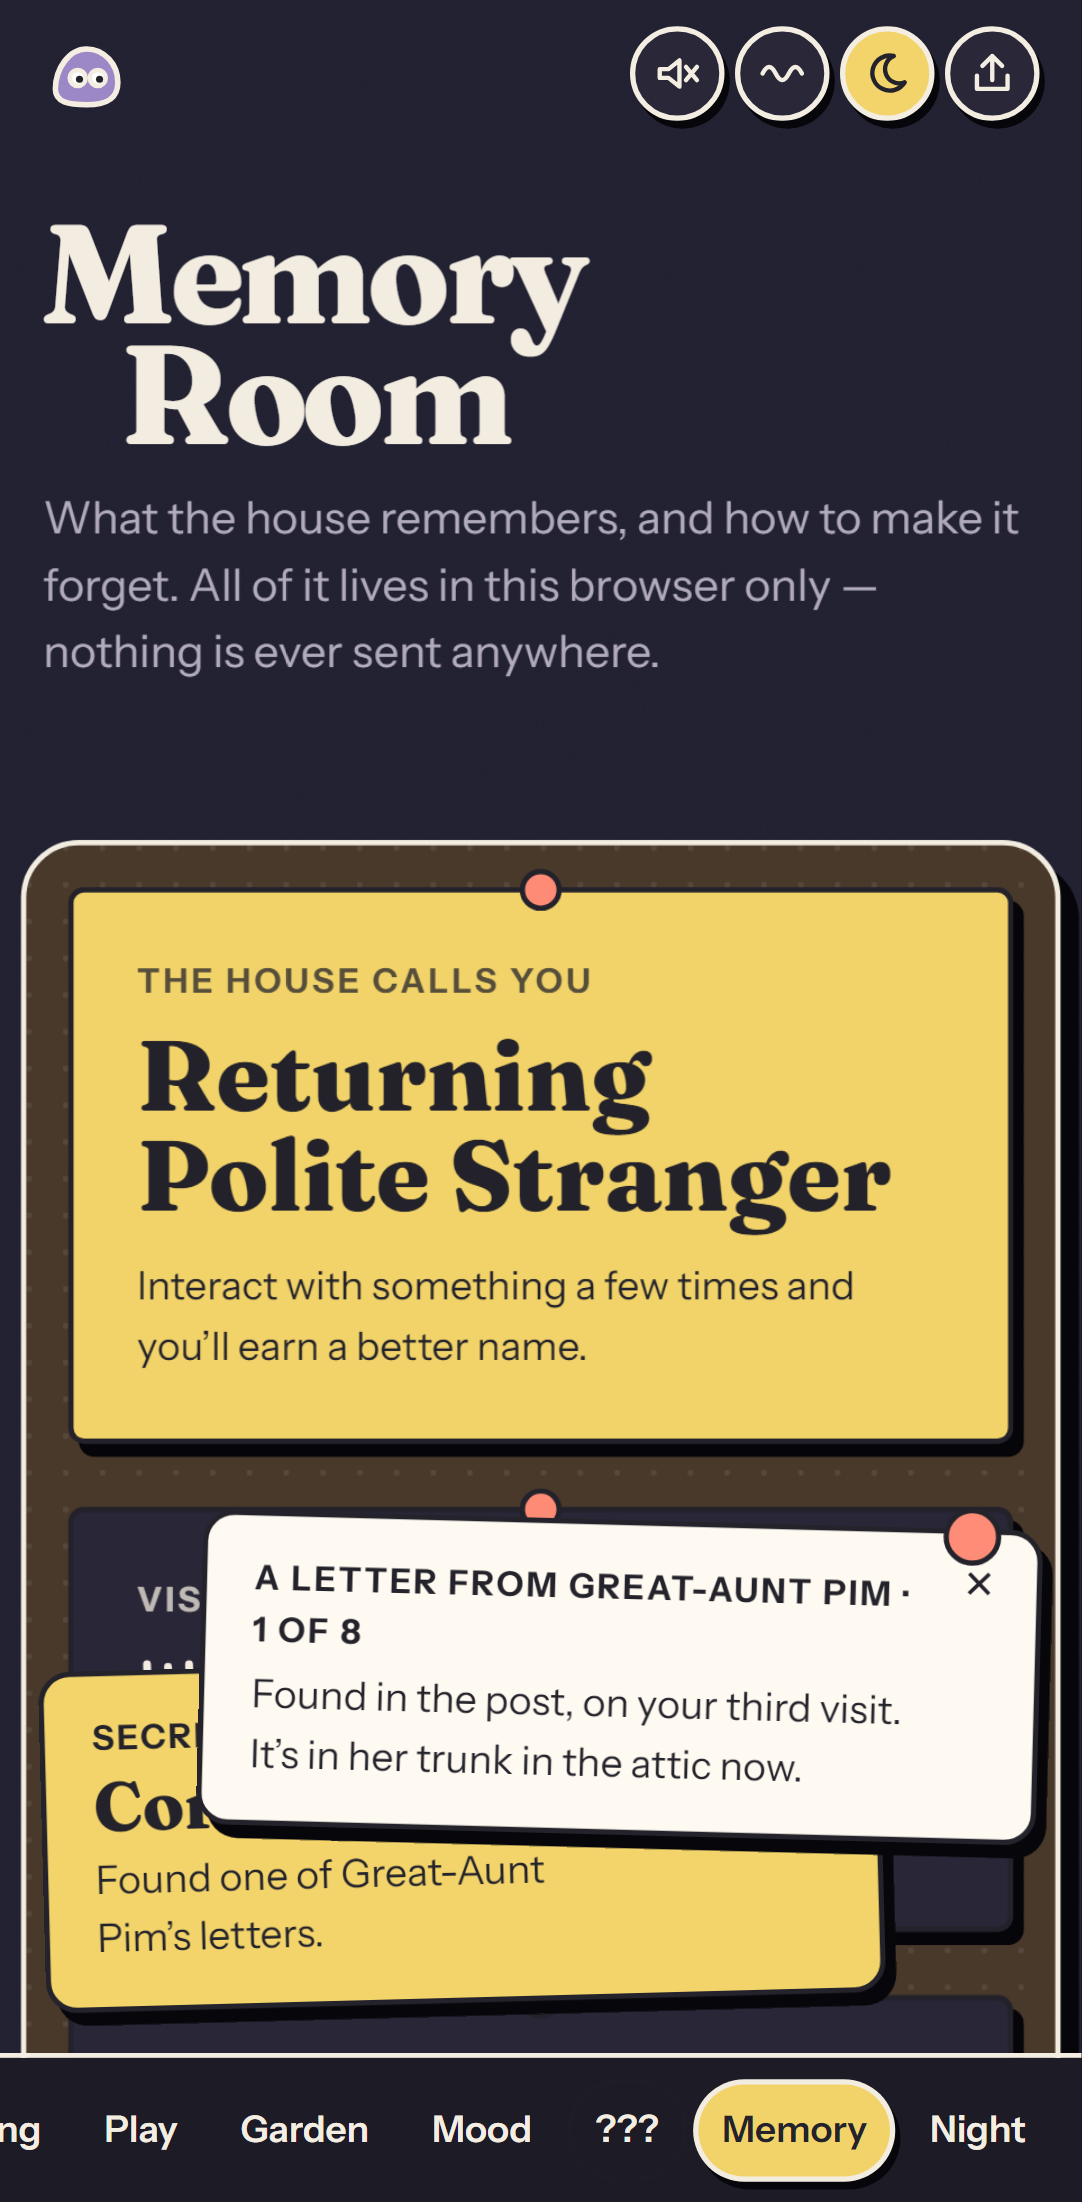 Memory
Room
What the house remembers, and how to make it
forget. All of it lives in this browser only —
nothing is ever sent anywhere.
THE HOUSE CALLS YOU
Returning
Polite Stranger
Interact with something a few times and
you’ll earn a better name.
A LETTER FROM GREAT-AUNT PIM ·
1 OF 8
Found in the post, on your third visit.
It’s in her trunk in the attic now.
Found one of Great-Aunt
Pim’s letters.
Play
Garden
Mood
???
Memory
Night